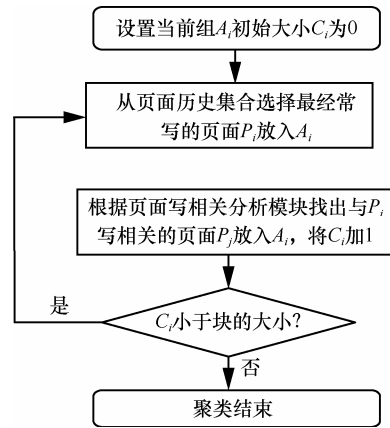 设置当前组Ai初始大小Ci为0
从页面历史集合选择最经常
写的页面Pi放入Ai
根据页面写相关分析模块找出与Pi
写相关的页面Pj放入Ai，将Ci加1
是
Ci小于块的大小?
否
聚类结束